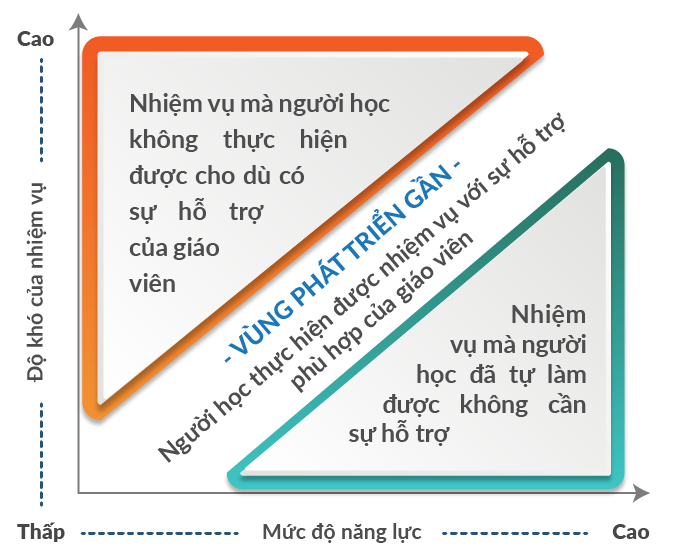 Cao
Độ khó của nhiệm vụ
Nhiệm vụ mà người học
không thực hiện
được cho dù có
sự hỗ trợ
của giáo
viên
- VÙNG PHÁT TRIỂN GẦN -
Người học thực hiện được nhiệm vụ với sự hỗ trợ
phù hợp của giáo viên
Nhiệm
vụ mà người
học đã tự làm
được không cần
sự hỗ trợ
Thấp
Mức độ năng lực
Cao